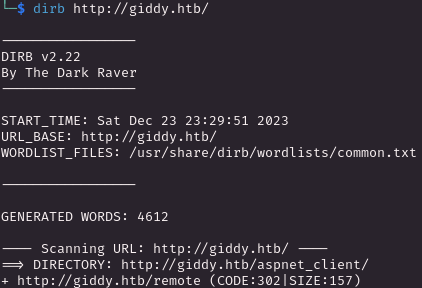 └─$ dirb http://giddy.htb/
-----------------
DIRB v2.22
By The Dark Raver
-----------------
START_TIME: Sat Dec 23 23:29:51 2023
URL_BASE: http://giddy.htb/
WORDLIST_FILES: /usr/share/dirb/wordlists/common.txt
-----------------
GENERATED WORDS: 4612
---- Scanning URL: http://giddy.htb/ ----
==> DIRECTORY: http://giddy.htb/aspnet_client/
+ http://giddy.htb/remote (CODE:302|SIZE:157)